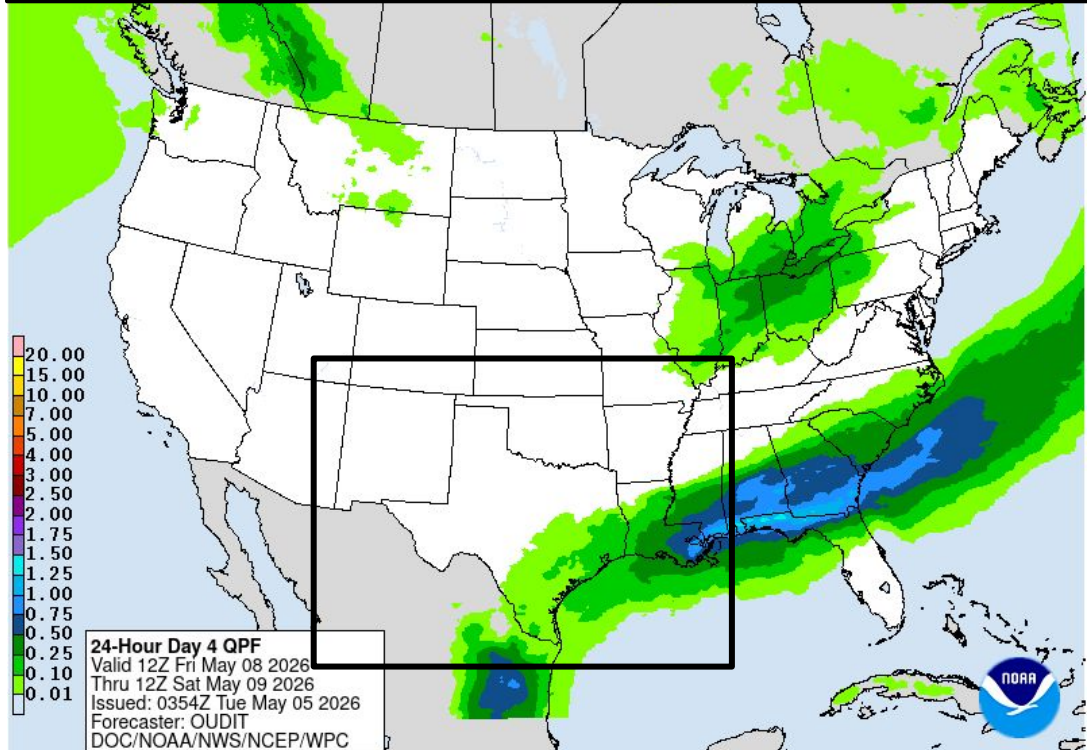 20.00
15.00
10.00
7.00
5.00
4.00
3.00
2.50
2.00
1.75
1.50
1.25
1.00
0.75
0.50
0.25
0.10
0.01
24-Hour Day 4 QPF
Valid 12Z Fri May 08 2026
Thru 12Z Sat May 09 2026
Issued: 0354Z Tue May 05 2026
Forecaster: OUDIT
DOC/NOAA/NWS/NCEP/WPC
NOAA